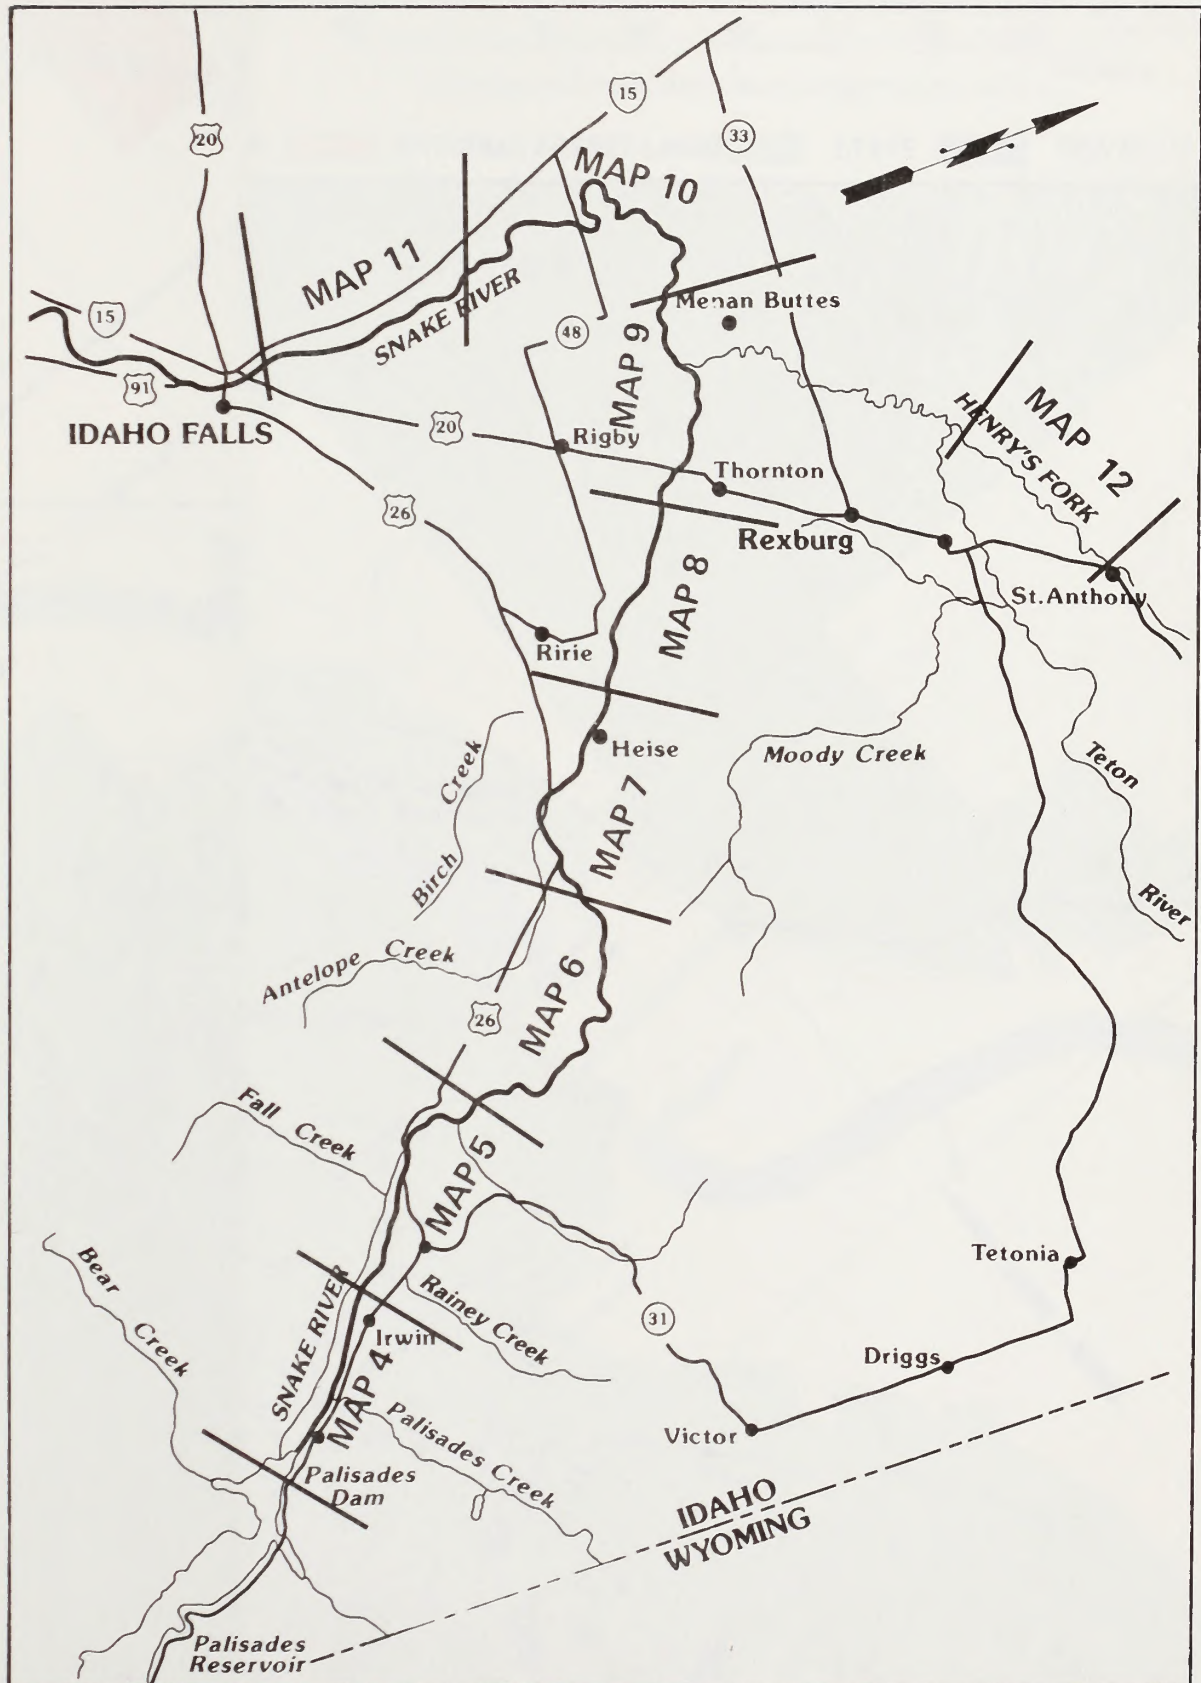 15
20
33
MAP 10
MAP 11
SNAKE RIVER
Menan Buttes
15
48
MAP 9
91
IDAHO FALLS
20
Rigby
HENRY'S FORK
MAP 12
Thornton
26
Rexburg
St.Anthony
MAP 8
Ririe
Heise
Moody Creek
Teton
River
Birch Creek
MAP 7
Antelope Creek
MAP 6
26
Fall Creek
MAP 5
Bear Creek
Tetonia
SNAKE RIVER
Rainey Creek
31
Irwin
Driggs
MAP 4
Palisades Creek
Victor
Palisades
Dam
IDAHO
WYOMING
Palisades
Reservoir